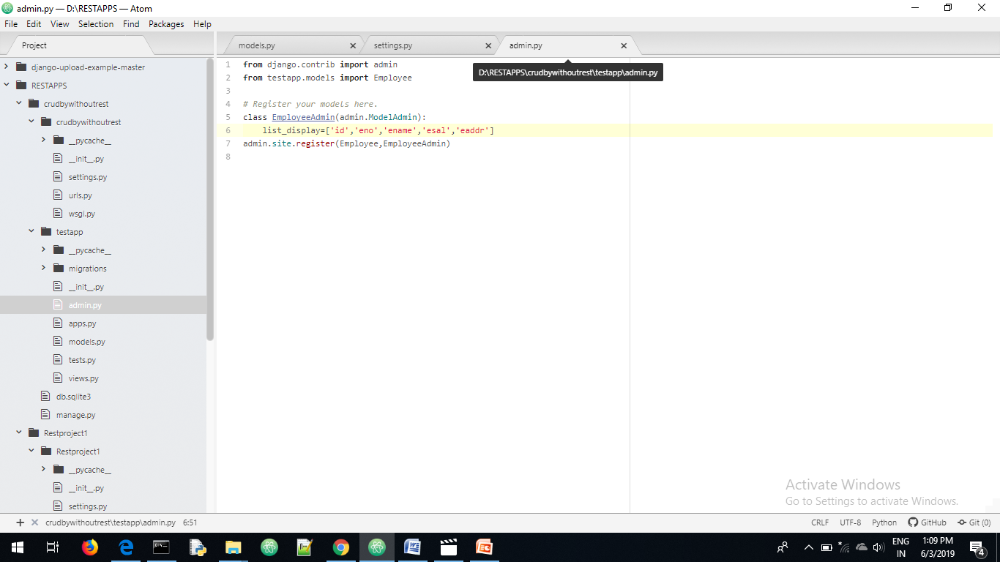 admin.py — D:\RESTAPPS — Atom
File Edit View Selection Find Packages Help
Project
models.py
settings.py
admin.py
D:\RESTAPPS\crudbywithoutrest\testapp\admin.py
django-upload-example-master
RESTAPPS
crudbywithoutrest
crudbywithoutrest
__pycache__
__init__.py
settings.py
urls.py
wsgi.py
testapp
__pycache__
migrations
__init__.py
admin.py
apps.py
models.py
tests.py
views.py
db.sqlite3
manage.py
Restproject1
Restproject1
__pycache__
__init__.py
settings.py
1 from django.contrib import admin
2 from testapp.models import Employee
3
4 # Register your models here.
5 class EmployeeAdmin(admin.ModelAdmin):
6     list_display=['id','eno','ename','esal','eaddr']
7 admin.site.register(Employee,EmployeeAdmin)
8
Activate Windows
Go to Settings to activate Windows.
crudbywithoutrest\testapp\admin.py 6:51
CRLF UTF-8 Python GitHub Git (0)
ENG
IN
1:09 PM
6/3/2019
4